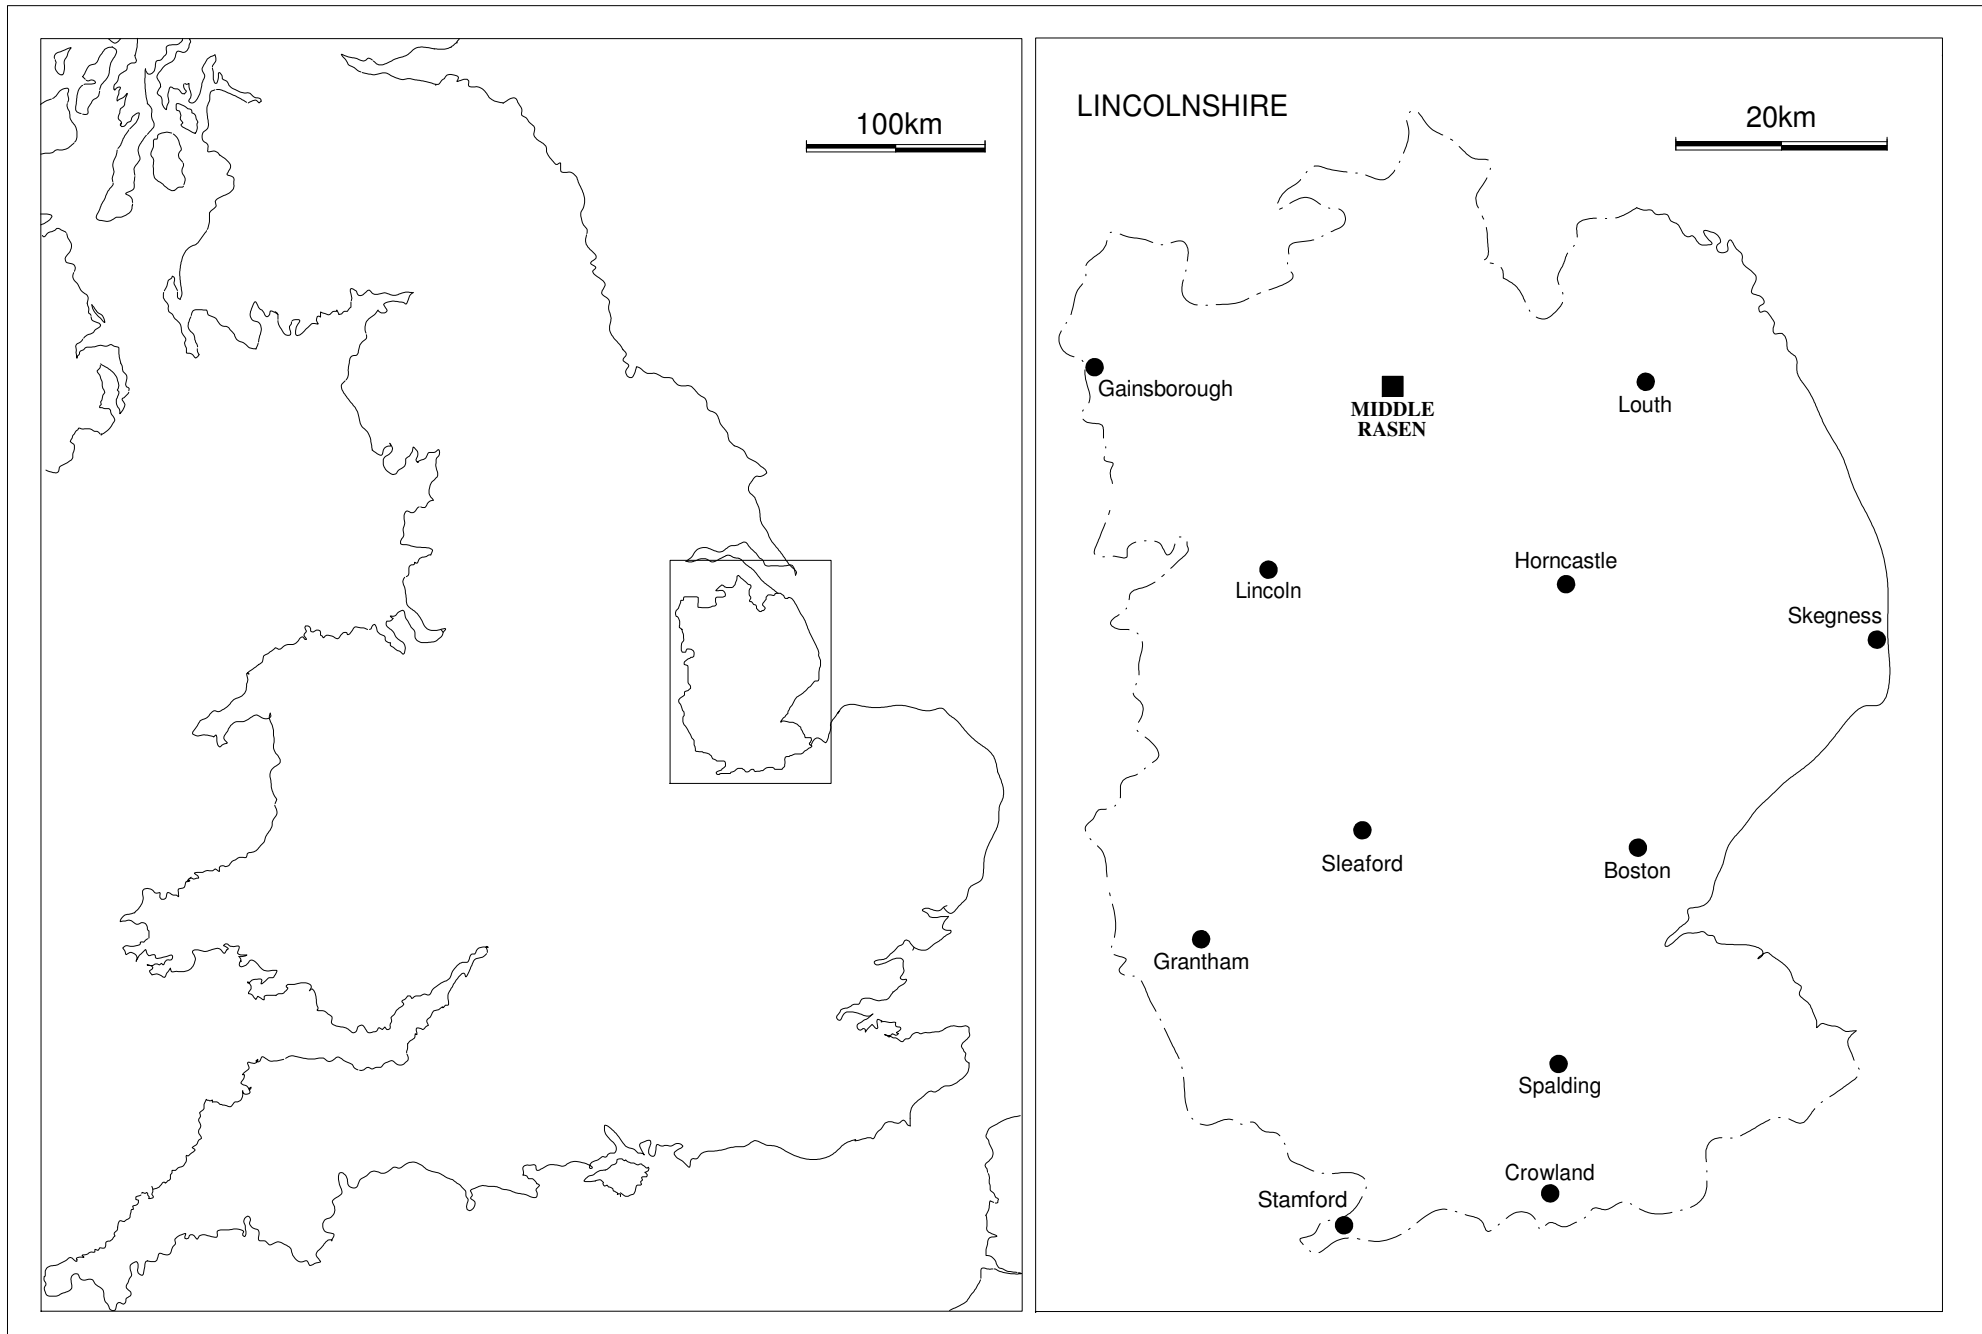 100km
LINCOLNSHIRE
20km
Gainsborough
MIDDLE
RASEN
Louth
Horncastle
Lincoln
Skegness
Sleaford
Boston
Grantham
Spalding
Crowland
Stamford